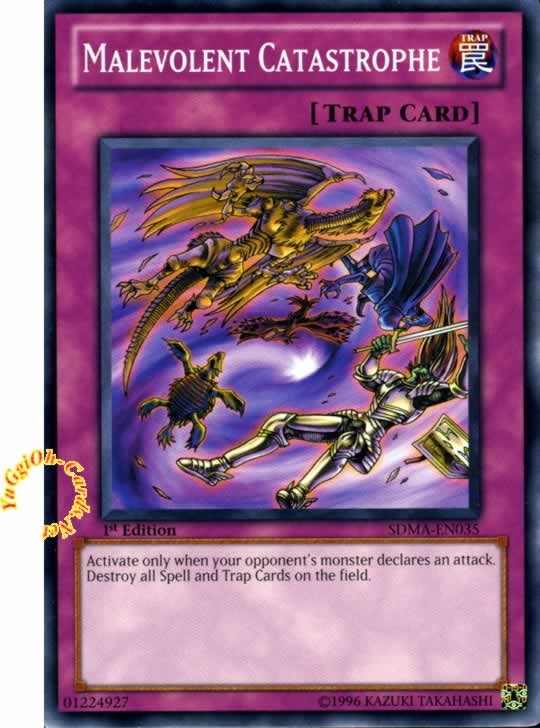 MALEVOLENT CATASTROPHE
TRAP
罠
[TRAP CARD]
YuGgiOh-Cards.Net
1st Edition
SDMA-EN035
Activate only when your opponent's monster declares an attack.
Destroy all Spell and Trap Cards on the field.
01224927
©1996 KAZUKI TAKAHASHI